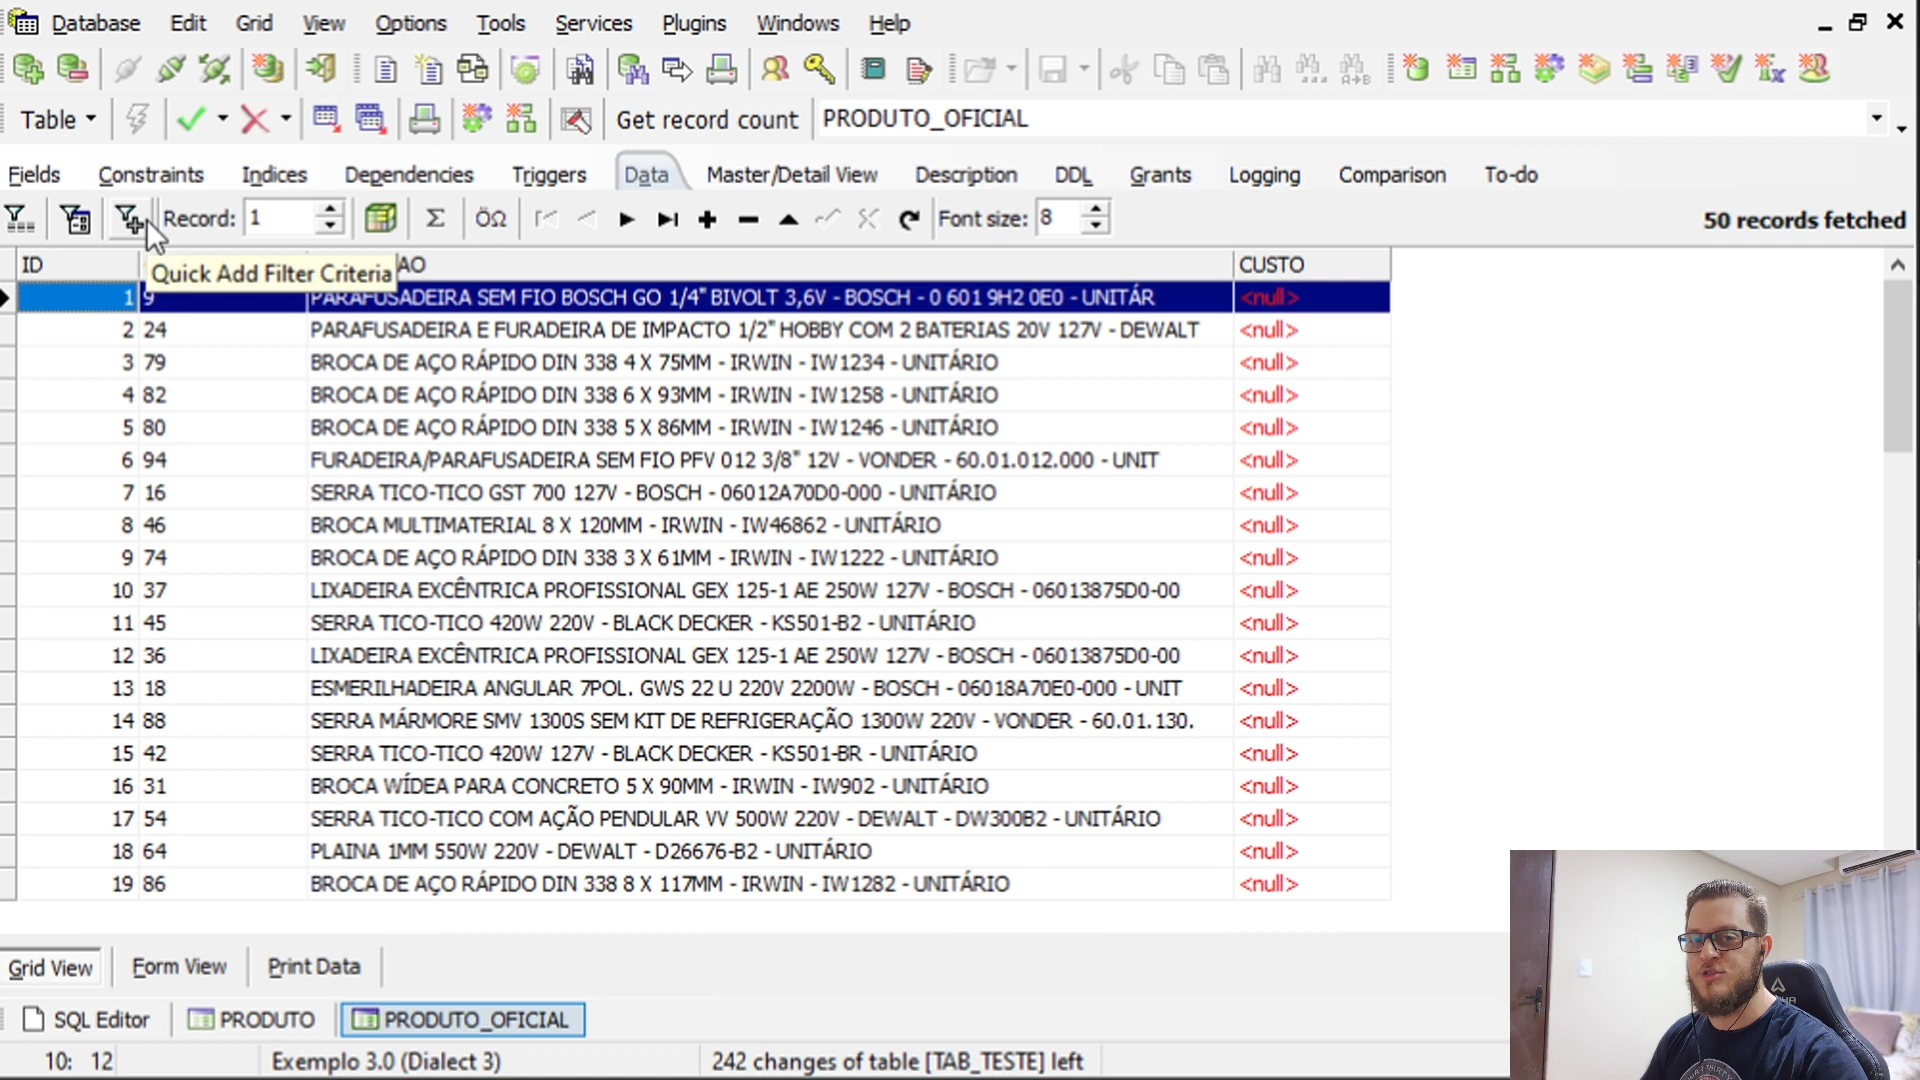 Database Edit Grid View Options Tools Services Plugins Windows Help
Table Get record count PRODUTO_OFICIAL
Fields Constraints Indices Dependencies Triggers Data Master/Detail View Description DDL Grants Logging Comparison To-do
Record: 1 Σ ÖΩ Font size: 8 50 records fetched
ID AO CUSTO
Quick Add Filter Criteria
1 9 PARAFUSADEIRA SEM FIO BOSCH GO 1/4" BIVOLT 3,6V - BOSCH - 0 601 9H2 0E0 - UNITÁR <null>
2 24 PARAFUSADEIRA E FURADEIRA DE IMPACTO 1/2" HOBBY COM 2 BATERIAS 20V 127V - DEWALT <null>
3 79 BROCA DE AÇO RÁPIDO DIN 338 4 X 75MM - IRWIN - IW1234 - UNITÁRIO <null>
4 82 BROCA DE AÇO RÁPIDO DIN 338 6 X 93MM - IRWIN - IW1258 - UNITÁRIO <null>
5 80 BROCA DE AÇO RÁPIDO DIN 338 5 X 86MM - IRWIN - IW1246 - UNITÁRIO <null>
6 94 FURADEIRA/PARAFUSADEIRA SEM FIO PFV 012 3/8" 12V - VONDER - 60.01.012.000 - UNIT <null>
7 16 SERRA TICO-TICO GST 700 127V - BOSCH - 06012A70D0-000 - UNITÁRIO <null>
8 46 BROCA MULTIMATERIAL 8 X 120MM - IRWIN - IW46862 - UNITÁRIO <null>
9 74 BROCA DE AÇO RÁPIDO DIN 338 3 X 61MM - IRWIN - IW1222 - UNITÁRIO <null>
10 37 LIXADEIRA EXCÊNTRICA PROFISSIONAL GEX 125-1 AE 250W 127V - BOSCH - 06013875D0-00 <null>
11 45 SERRA TICO-TICO 420W 220V - BLACK DECKER - KS501-B2 - UNITÁRIO <null>
12 36 LIXADEIRA EXCÊNTRICA PROFISSIONAL GEX 125-1 AE 250W 127V - BOSCH - 06013875D0-00 <null>
13 18 ESMERILHADEIRA ANGULAR 7POL. GWS 22 U 220V 2200W - BOSCH - 06018A70E0-000 - UNIT <null>
14 88 SERRA MÁRMORE SMV 1300S SEM KIT DE REFRIGERAÇÃO 1300W 220V - VONDER - 60.01.130. <null>
15 42 SERRA TICO-TICO 420W 127V - BLACK DECKER - KS501-BR - UNITÁRIO <null>
16 31 BROCA WÍDEA PARA CONCRETO 5 X 90MM - IRWIN - IW902 - UNITÁRIO <null>
17 54 SERRA TICO-TICO COM AÇÃO PENDULAR VV 500W 220V - DEWALT - DW300B2 - UNITÁRIO <null>
18 64 PLAINA 1MM 550W 220V - DEWALT - D26676-B2 - UNITÁRIO <null>
19 86 BROCA DE AÇO RÁPIDO DIN 338 8 X 117MM - IRWIN - IW1282 - UNITÁRIO <null>
Grid View Form View Print Data
SQL Editor PRODUTO PRODUTO_OFICIAL
10: 12 Exemplo 3.0 (Dialect 3) 242 changes of table [TAB_TESTE] left